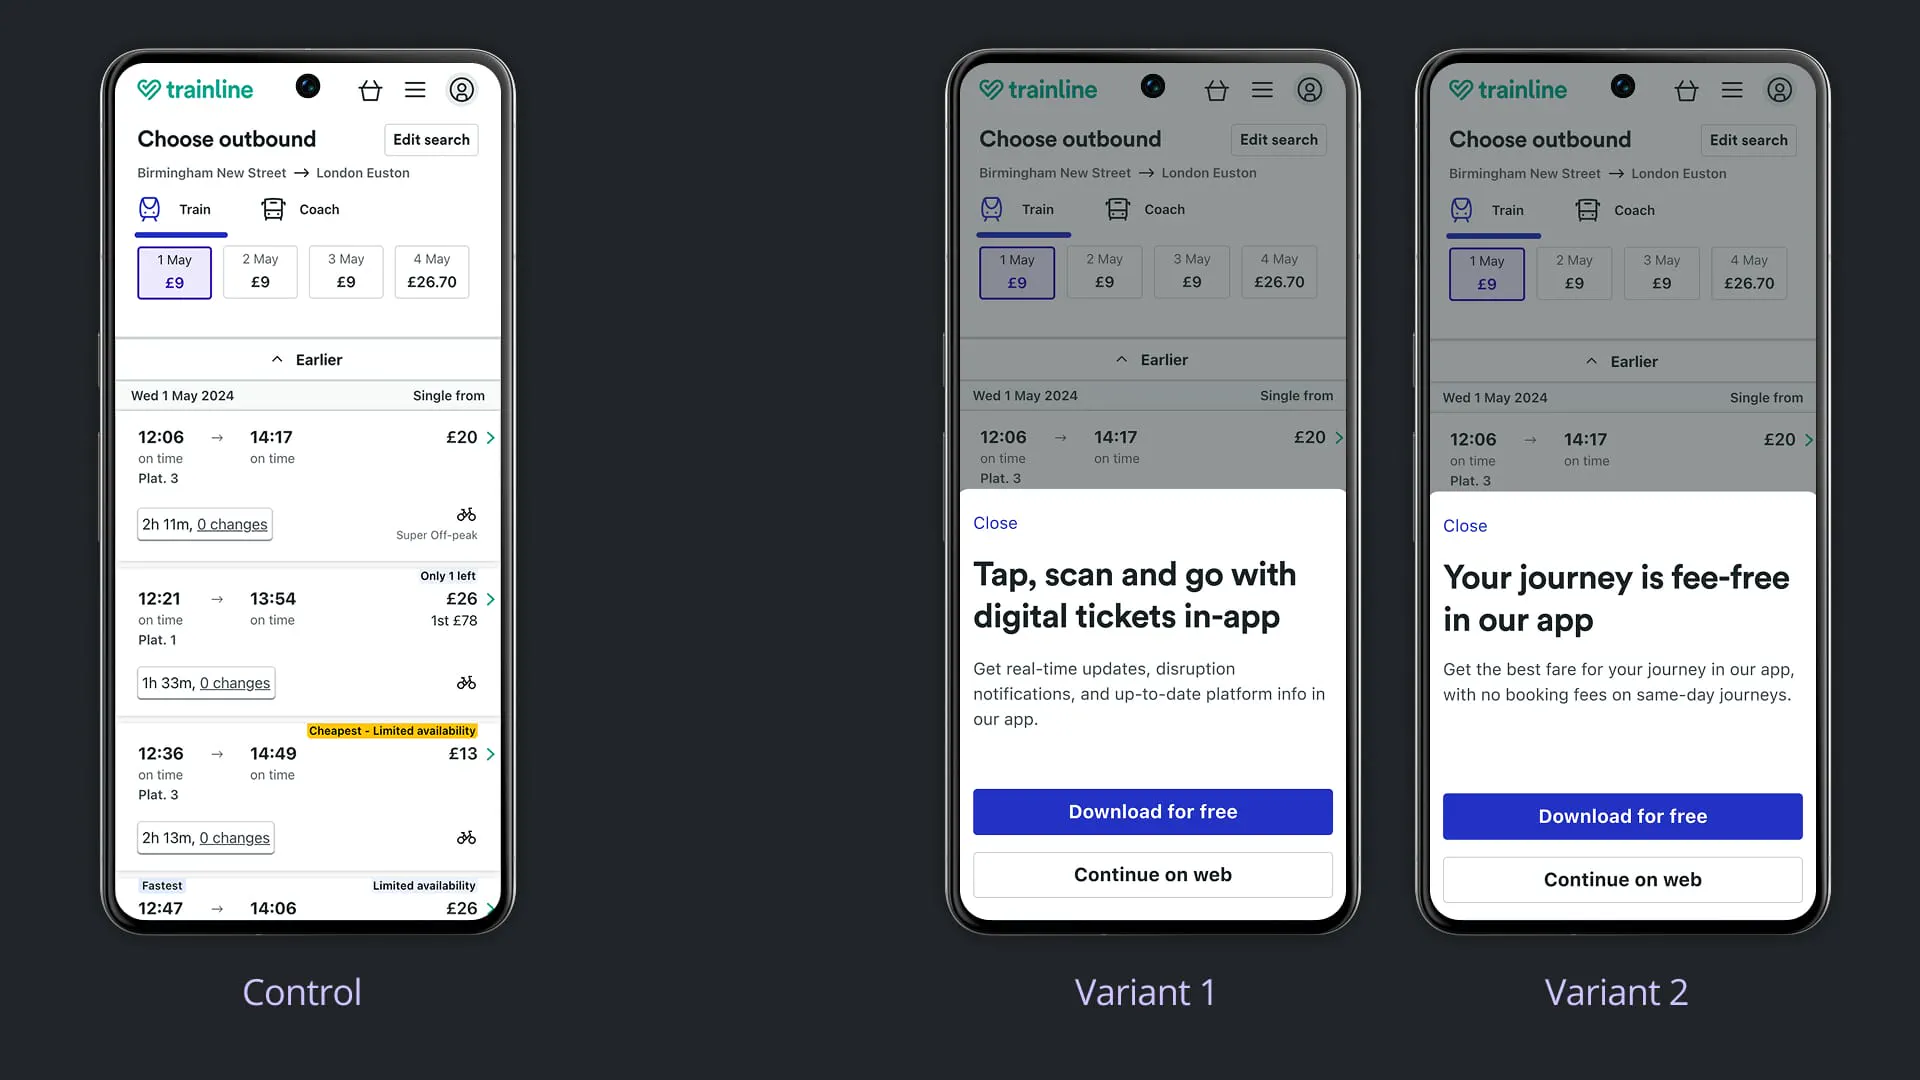 trainline
Choose outbound
Edit search
Birmingham New Street → London Euston
Train
Coach
1 May
£9
2 May
£9
3 May
£9
4 May
£26.70
Earlier
Wed 1 May 2024 Single from
12:06 → 14:17 £20
on time on time
Plat. 3
2h 11m, 0 changes
Super Off-peak
Only 1 left
12:21 → 13:54 £26
on time on time 1st £78
Plat. 1
1h 33m, 0 changes
Cheapest - Limited availability
12:36 → 14:49 £13
on time on time
Plat. 3
2h 13m, 0 changes
Fastest Limited availability
12:47 → 14:06 £26
Control
trainline
Choose outbound
Edit search
Birmingham New Street → London Euston
Train
Coach
1 May
£9
2 May
£9
3 May
£9
4 May
£26.70
Earlier
Wed 1 May 2024 Single from
12:06 → 14:17 £20
on time on time
Plat. 3
Close
Tap, scan and go with
digital tickets in-app
Get real-time updates, disruption
notifications, and up-to-date platform info in
our app.
Download for free
Continue on web
Variant 1
trainline
Choose outbound
Edit search
Birmingham New Street → London Euston
Train
Coach
1 May
£9
2 May
£9
3 May
£9
4 May
£26.70
Earlier
Wed 1 May 2024 Single from
12:06 → 14:17 £20
on time on time
Plat. 3
Close
Your journey is fee-free
in our app
Get the best fare for your journey in our app,
with no booking fees on same-day journeys.
Download for free
Continue on web
Variant 2